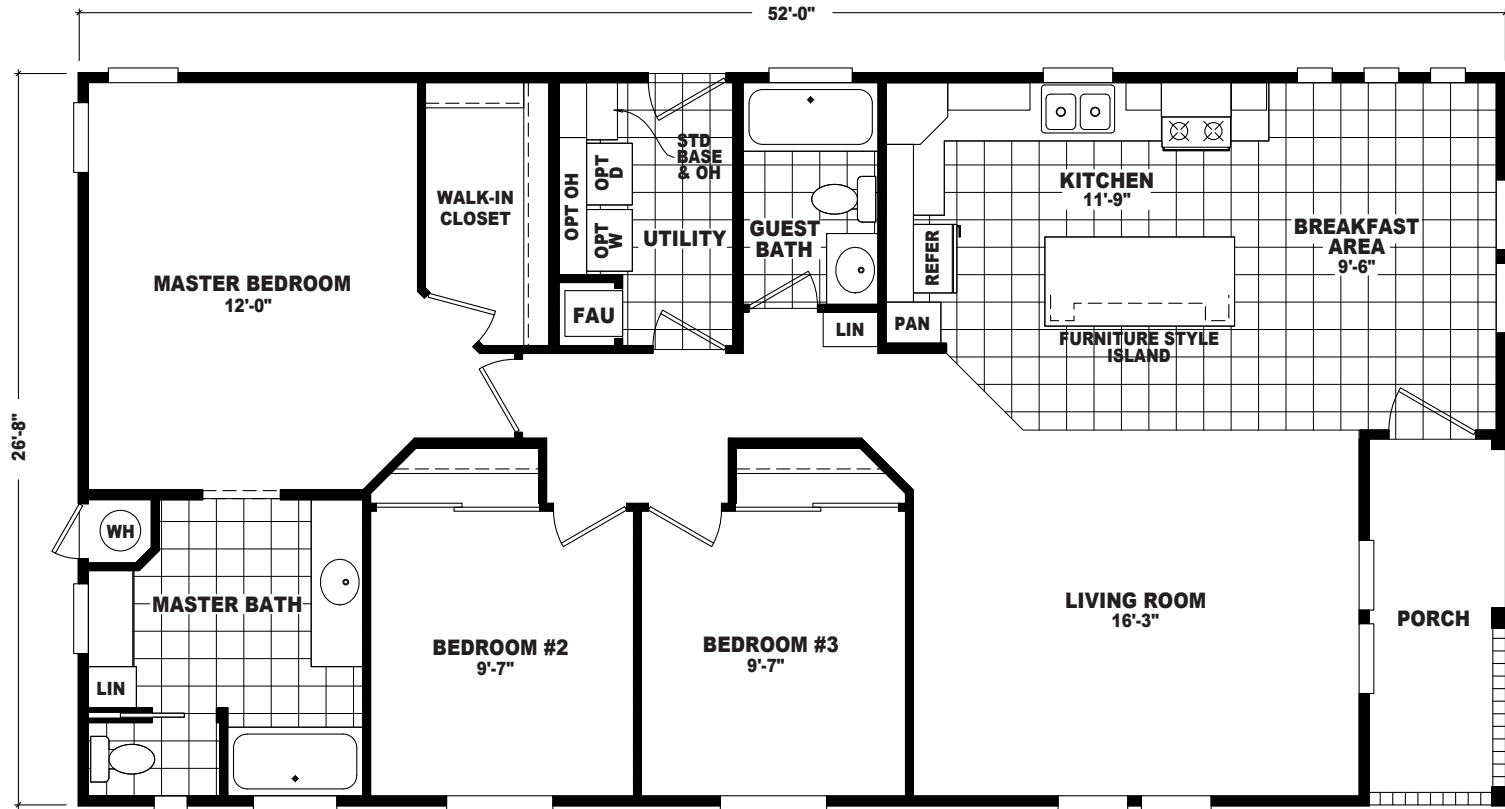 52'-0"
26'-8"
MASTER BEDROOM
12'-0"
WALK-IN
CLOSET
OPT OH
OPT
D
OPT
W
STD
BASE
& OH
UTILITY
FAU
GUEST
BATH
LIN
REFER
PAN
KITCHEN
11'-9"
FURNITURE STYLE
ISLAND
BREAKFAST
AREA
9'-6"
WH
MASTER BATH
LIN
BEDROOM #2
9'-7"
BEDROOM #3
9'-7"
LIVING ROOM
16'-3"
PORCH